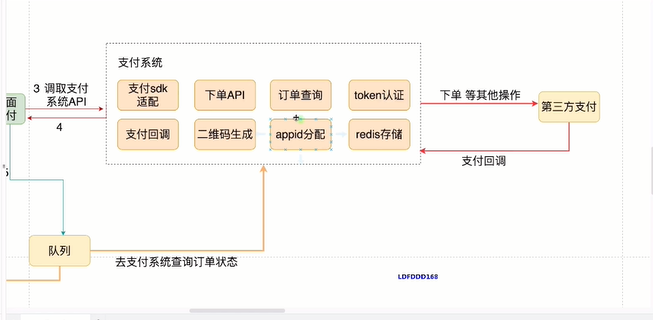 支付系统
3 调取支付
系统API
4
面
付
支付sdk
适配
下单API
订单查询
token认证
支付回调
二维码生成
appid分配
redis存储
下单 等其他操作
第三方支付
支付回调
队列
去支付系统查询订单状态
LDFDDD168